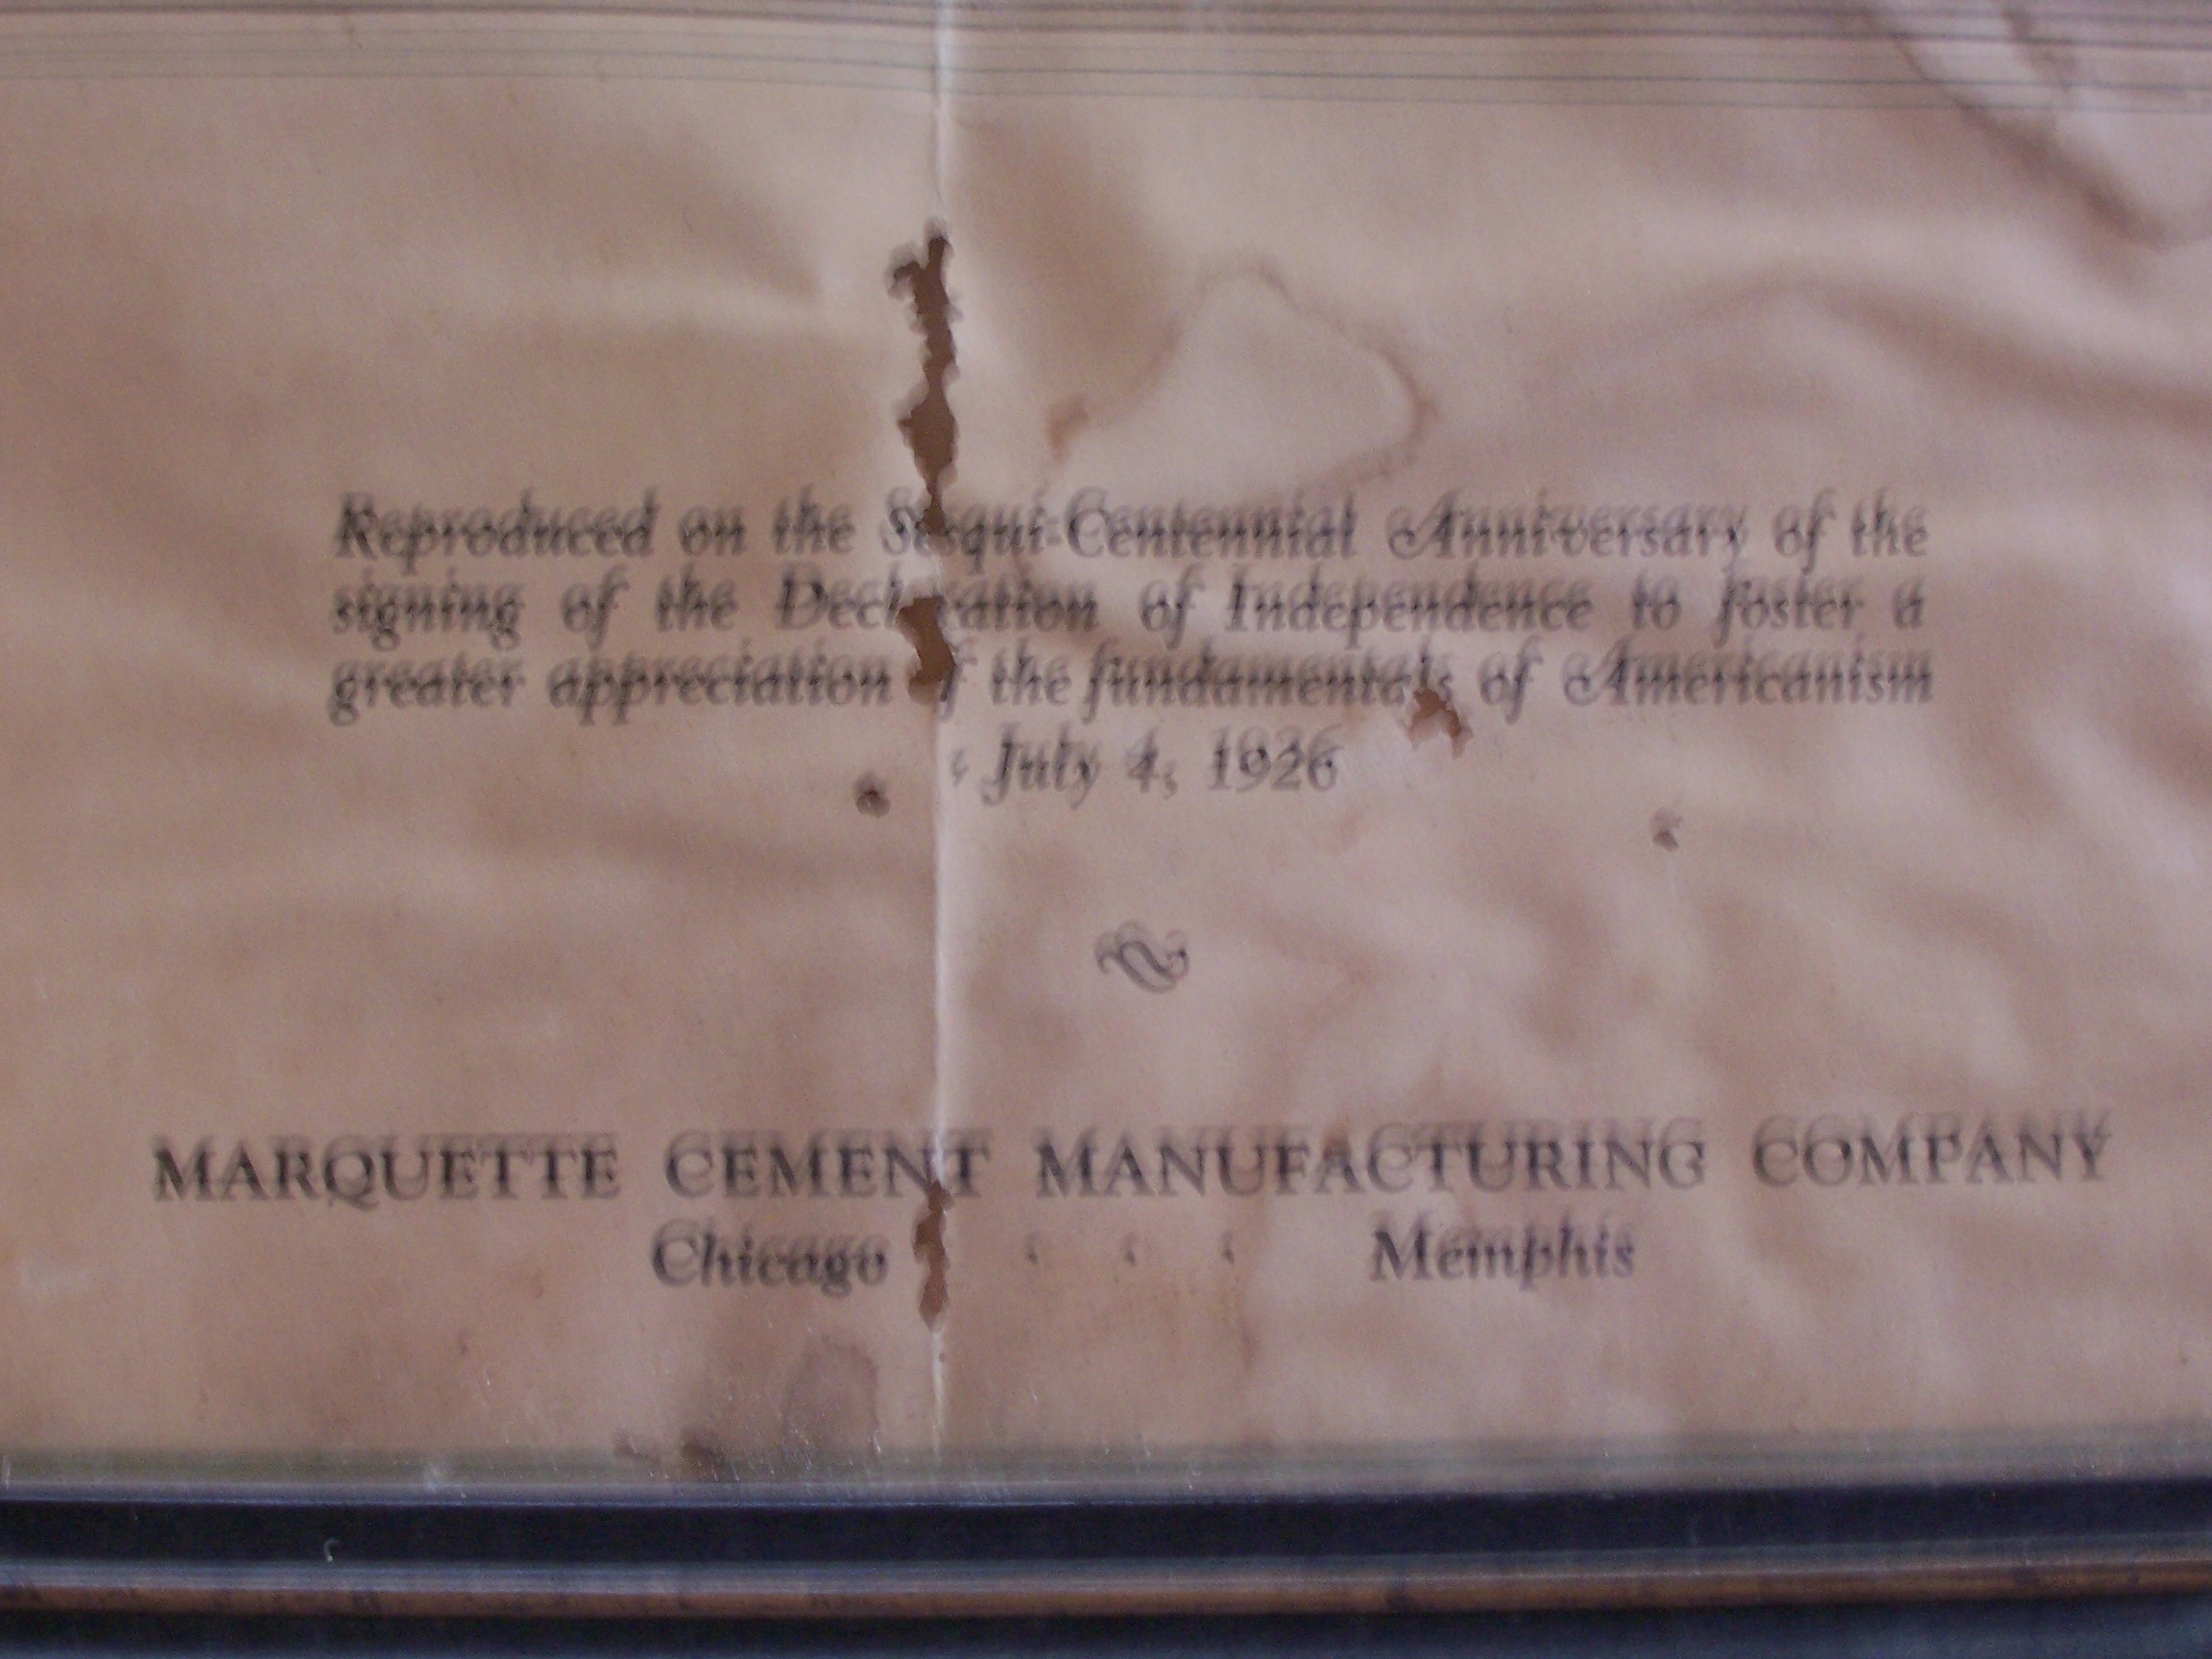 Reproduced on the Sesqui-Centennial Anniversary of the
signing of the Declaration of Independence to foster a
greater appreciation of the fundamentals of Americanism
July 4, 1926
MARQUETTE CEMENT MANUFACTURING COMPANY
Chicago Memphis